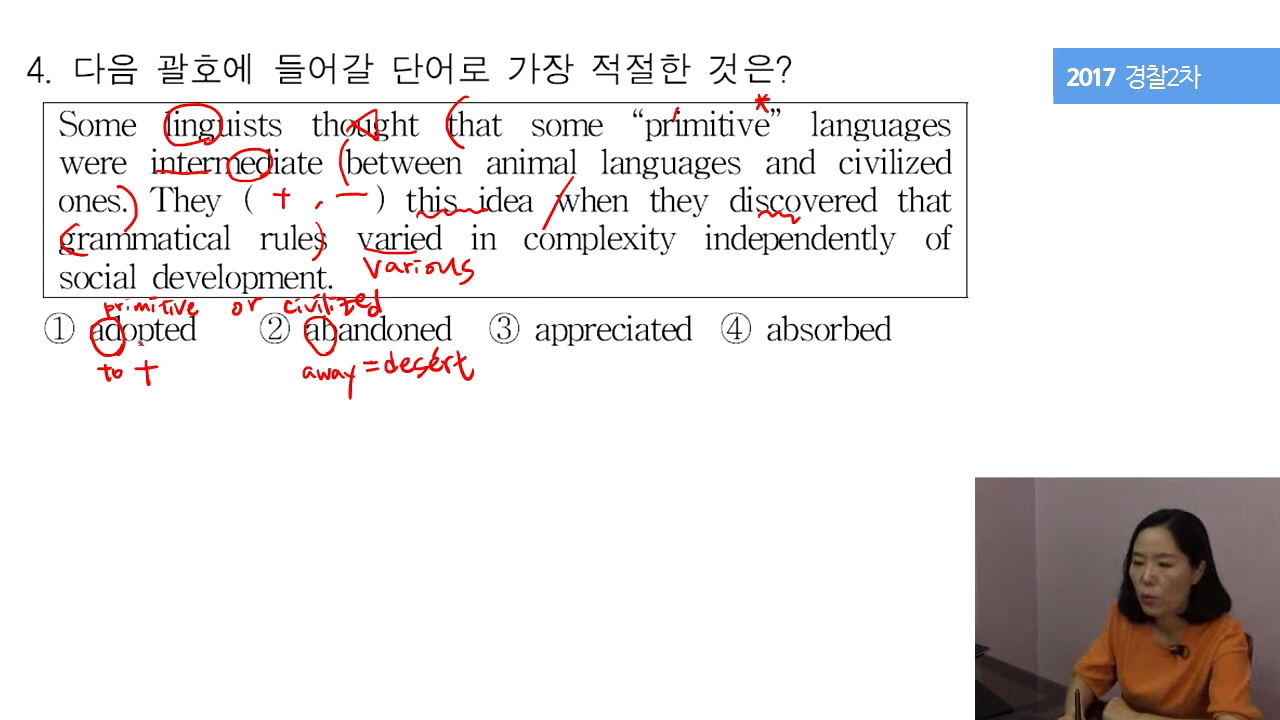 4. 다음 괄호에 들어갈 단어로 가장 적절한 것은?
2017 경찰2차
Some linguists thought that some “primitive” languages
were intermediate between animal languages and civilized
ones. They ( + , − ) this idea when they discovered that
grammatical rules varied in complexity independently of
various
social development.
primitive or civilized
① adopted ② abandoned ③ appreciated ④ absorbed
to + away = desert